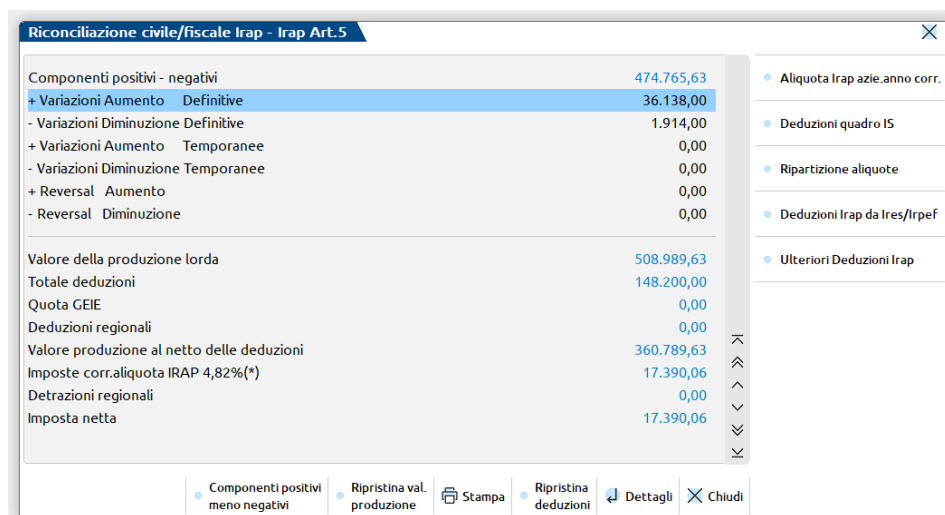 Riconciliazione civile/fiscale Irap - Irap Art.5
Componenti positivi - negativi 474.765,63
+ Variazioni Aumento Definitive 36.138,00
- Variazioni Diminuzione Definitive 1.914,00
+ Variazioni Aumento Temporanee 0,00
- Variazioni Diminuzione Temporanee 0,00
+ Reversal Aumento 0,00
- Reversal Diminuzione 0,00
Valore della produzione lorda 508.989,63
Totale deduzioni 148.200,00
Quota GEIE 0,00
Deduzioni regionali 0,00
Valore produzione al netto delle deduzioni 360.789,63
Imposte corr.aliquota IRAP 4,82%(*) 17.390,06
Detrazioni regionali 0,00
Imposta netta 17.390,06
Aliquota Irap azie.anno corr.
Deduzioni quadro IS
Ripartizione aliquote
Deduzioni Irap da Ires/Irpef
Ulteriori Deduzioni Irap
Componenti positivi
meno negativi
Ripristina val.
produzione
Stampa
Ripristina
deduzioni
Dettagli
Chiudi